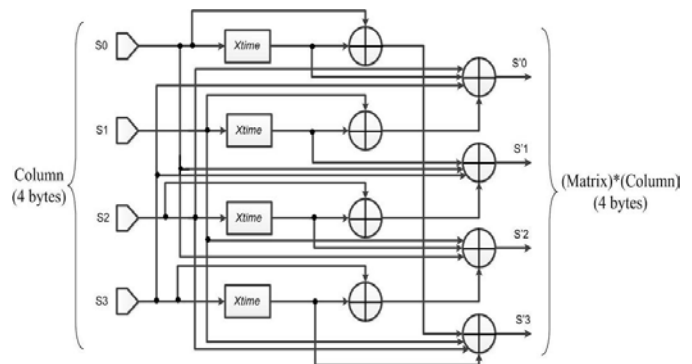 S0
Xtime
S'0
S1
Xtime
S'1
Column
(4 bytes)
(Matrix)*(Column)
(4 bytes)
S2
Xtime
S'2
S3
Xtime
S'3